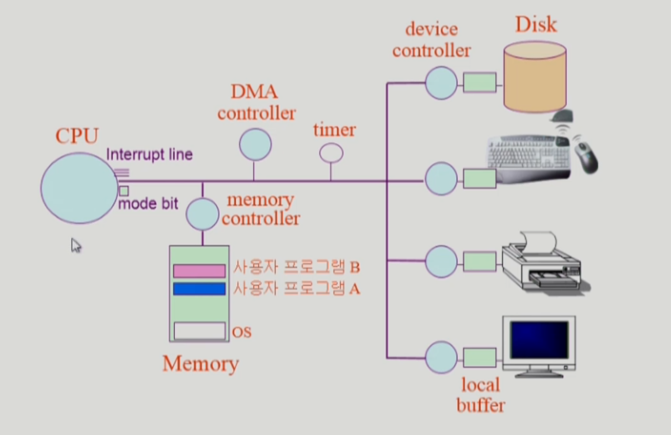 device
controller
Disk
DMA
controller
timer
CPU
Interrupt line
mode bit
memory
controller
사용자 프로그램 B
사용자 프로그램 A
OS
Memory
local
buffer